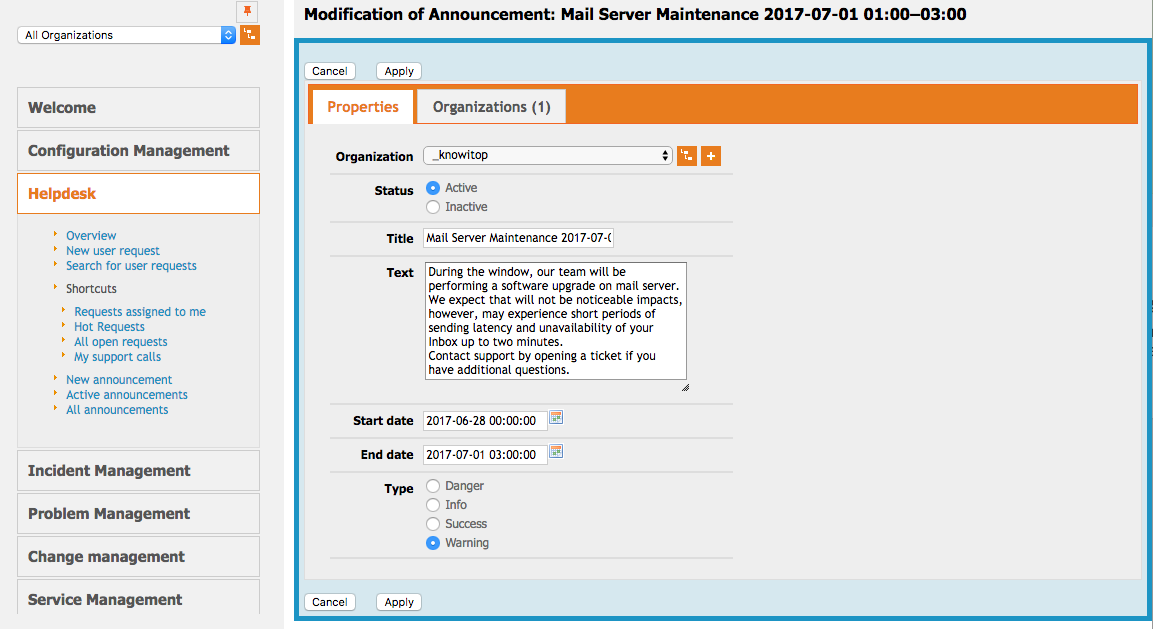 All Organizations
Welcome
Configuration Management
Helpdesk
Overview
New user request
Search for user requests
Shortcuts
Requests assigned to me
Hot Requests
All open requests
My support calls
New announcement
Active announcements
All announcements
Incident Management
Problem Management
Change management
Service Management
Modification of Announcement: Mail Server Maintenance 2017-07-01 01:00–03:00
Cancel Apply
Properties Organizations (1)
Organization _knowitop
Status Active
Inactive
Title Mail Server Maintenance 2017-07-(
Text During the window, our team will be
performing a software upgrade on mail server.
We expect that will not be noticeable impacts,
however, may experience short periods of
sending latency and unavailability of your
Inbox up to two minutes.
Contact support by opening a ticket if you
have additional questions.
Start date 2017-06-28 00:00:00
End date 2017-07-01 03:00:00
Type Danger
Info
Success
Warning
Cancel Apply